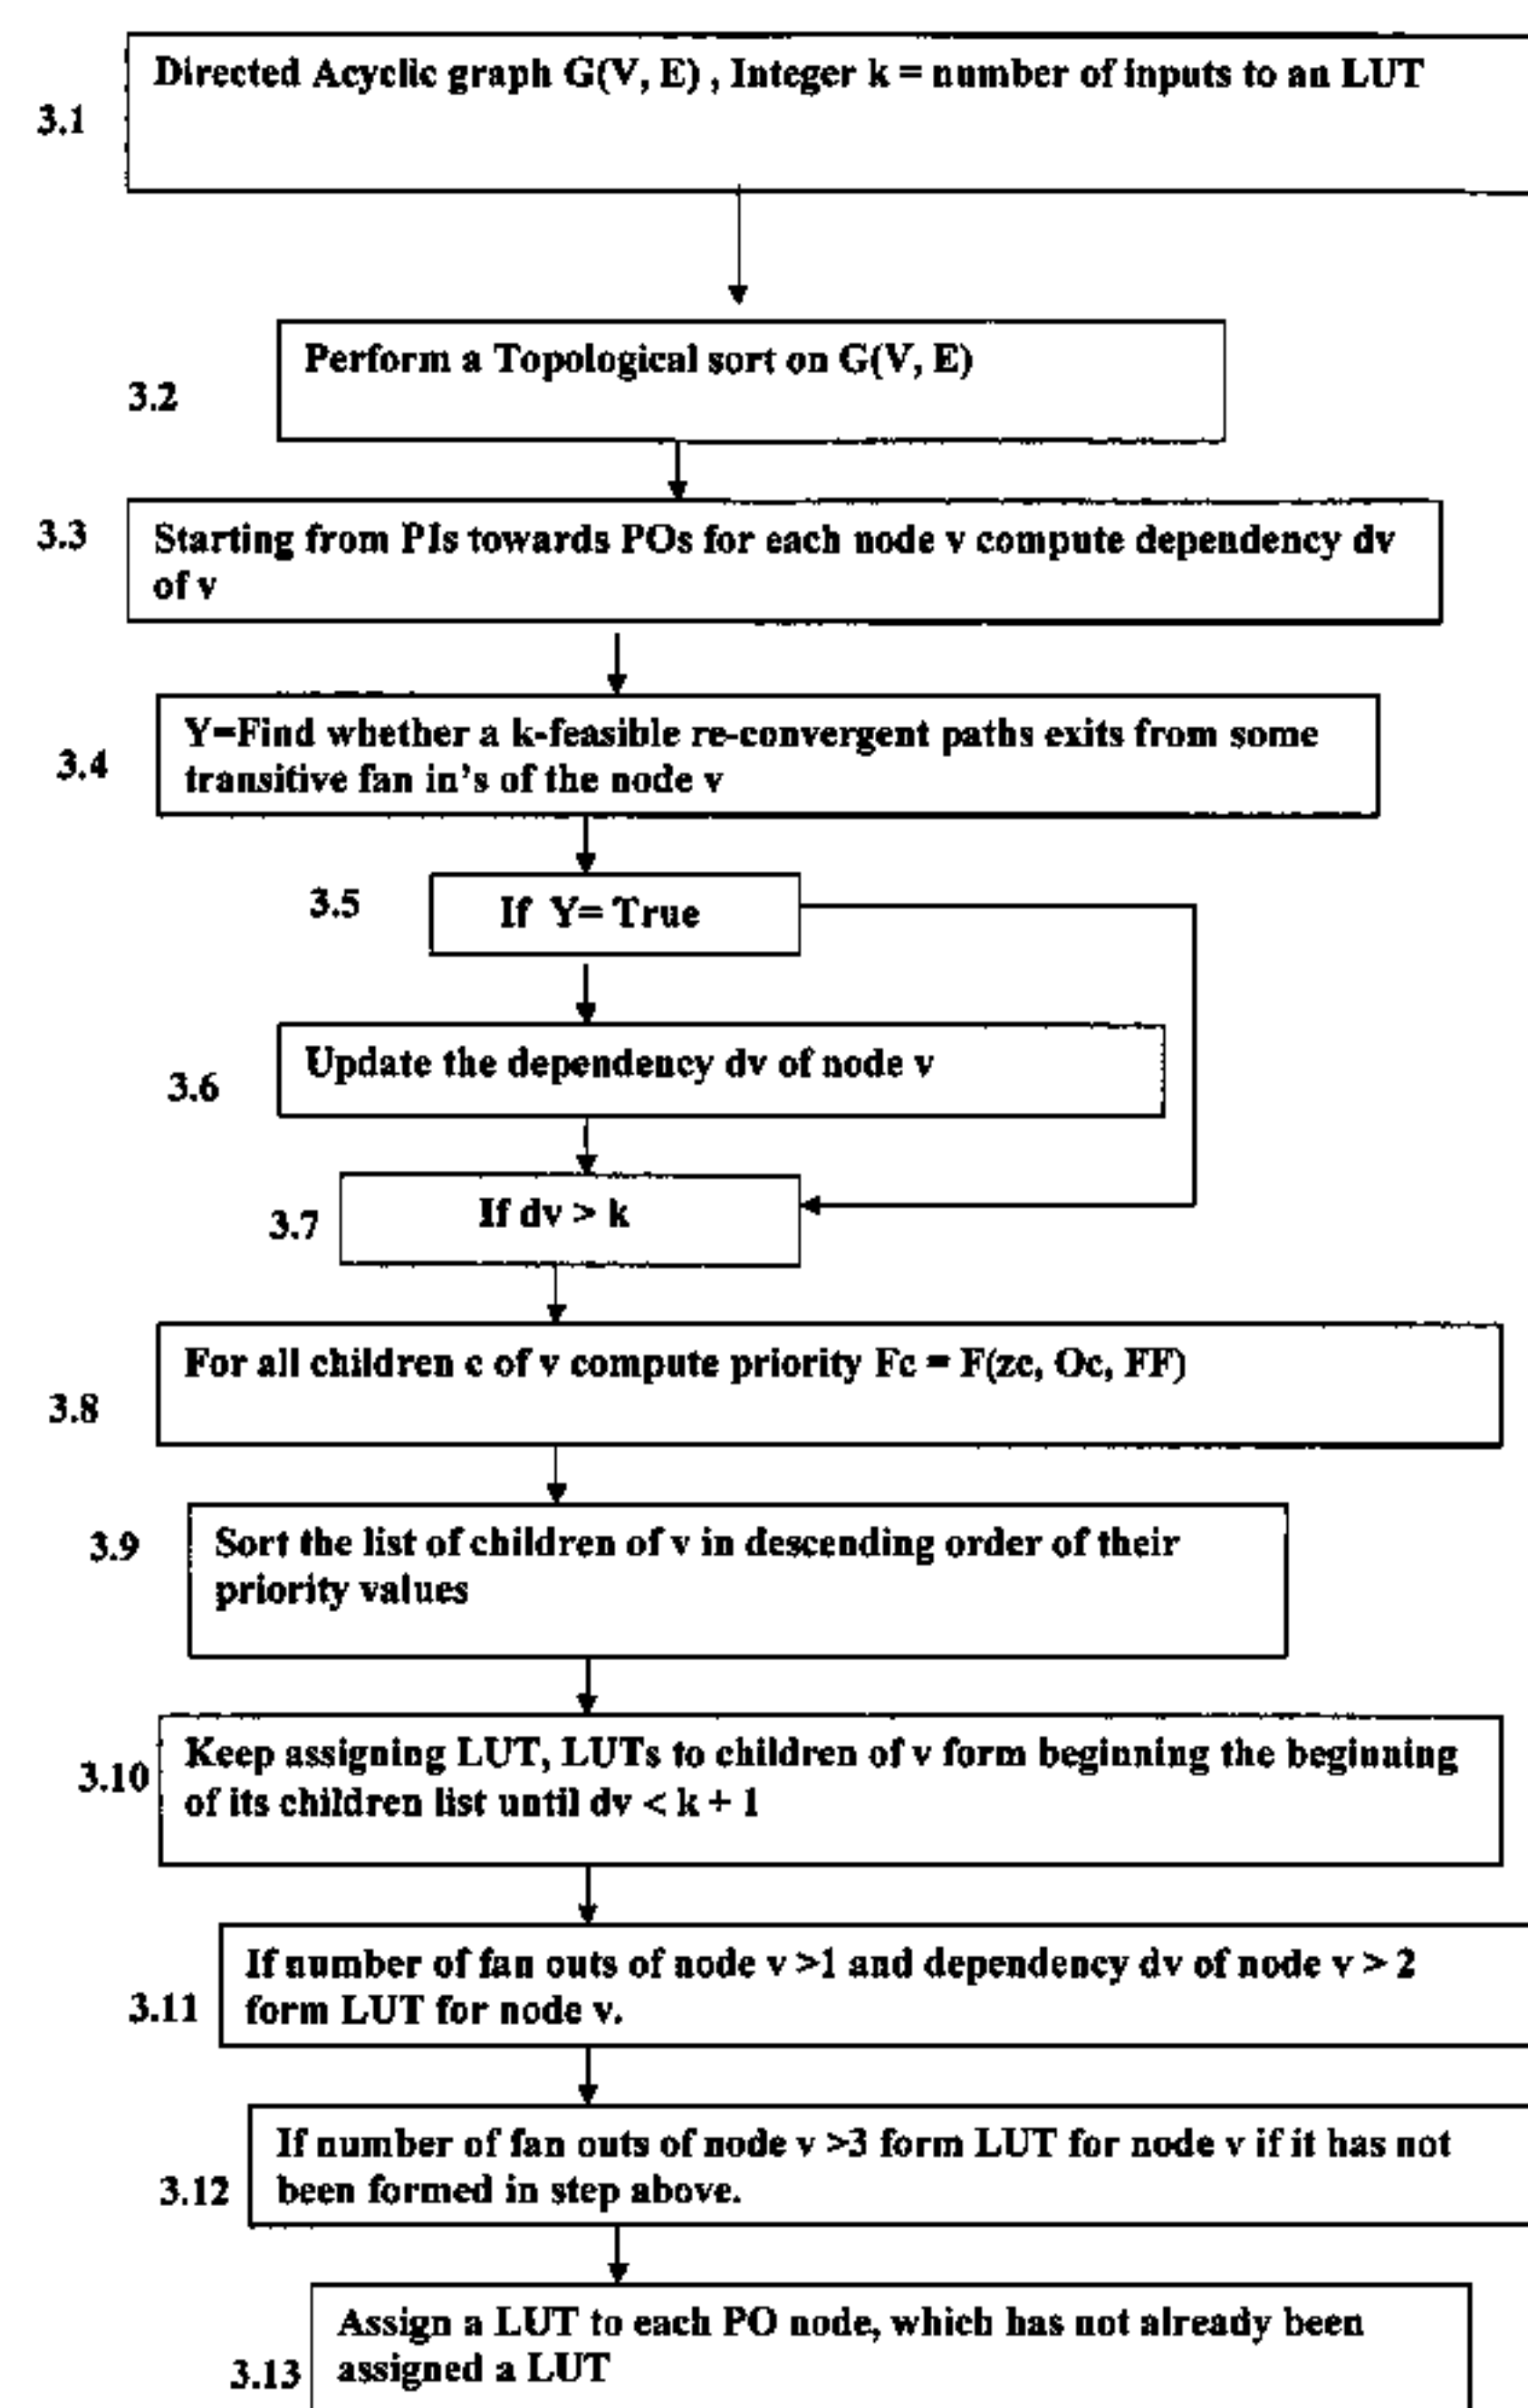 Directed Acyclic graph G(V, E) , Integer k = number of inputs to an LUT
3.1
Perform a Topological sort on G(V, E)
3.2
3.3
Starting from PIs towards POs for each node v compute dependency dv
of v
Y=Find whether a k-feasible re-convergent paths exits from some
transitive fan in's of the node v
3.4
3.5
If Y= True
Update the dependency dv of node v
3.6
If dv > k
3.7
For all children c of v compute priority Fc = F(zc, Oc, FF)
3.8
3.9
Sort the list of children of v in descending order of their
priority values
Keep assigning LUT, LUTs to children of v form beginning the beginning
3.10
of its children list until dv < k + 1
If number of fan outs of node v >1 and dependency dv of node v > 2
3.11
form LUT for node v.
If number of fan outs of node v >3 form LUT for node v if it has not
3.12
been formed in step above.
Assign a LUT to each PO node, which has not already been
3.13
assigned a LUT